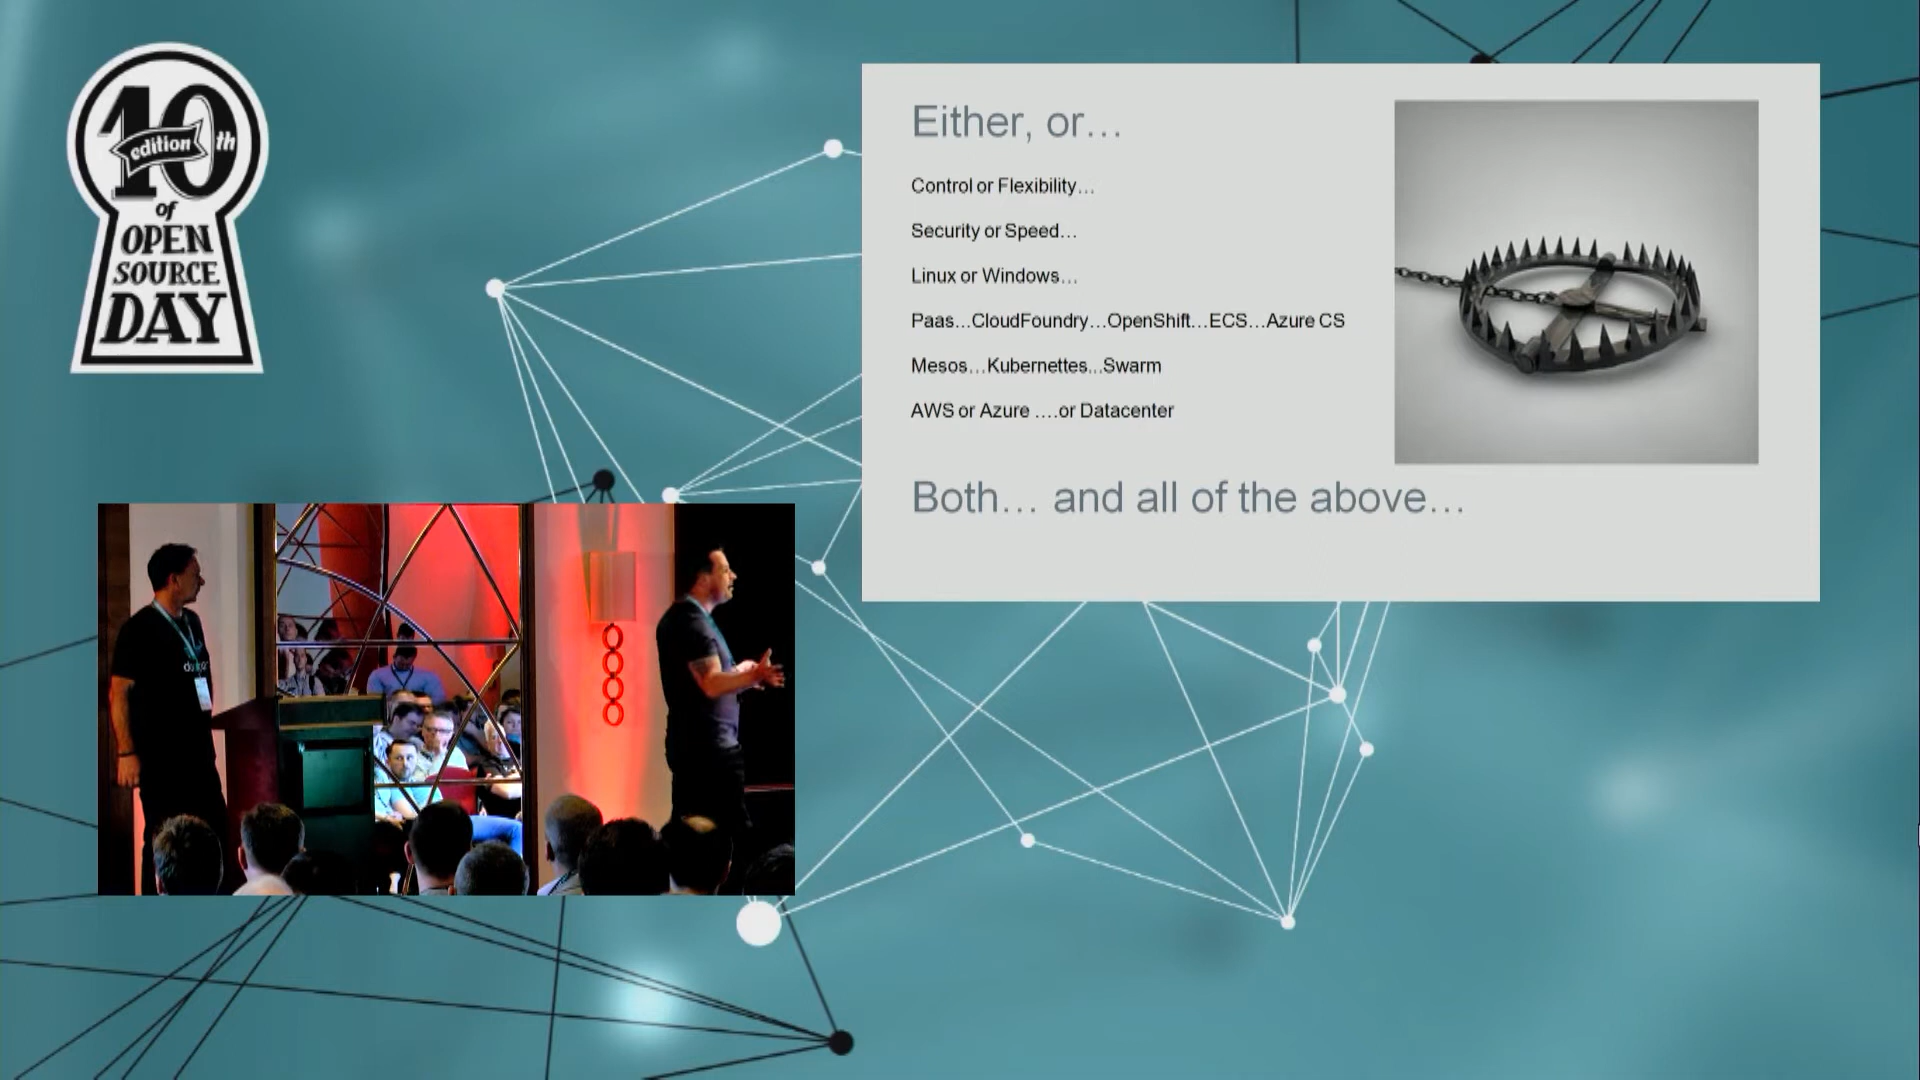 10th
edition
of
OPEN
SOURCE
DAY
Either, or…
Control or Flexibility…
Security or Speed…
Linux or Windows…
Paas…CloudFoundry…OpenShift…ECS…Azure CS
Mesos…Kubernettes...Swarm
AWS or Azure ….or Datacenter
Both… and all of the above…